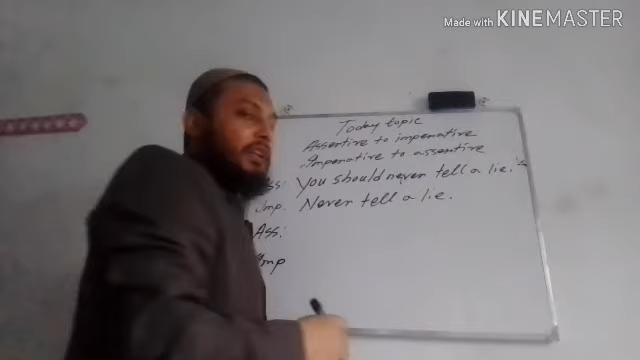 Made with KINEMASTER
Today topic
Assertive to imperative
Imperative to assertive
Ass: You should never tell a lie.
Imp. Never tell a lie.
Ass:
Imp